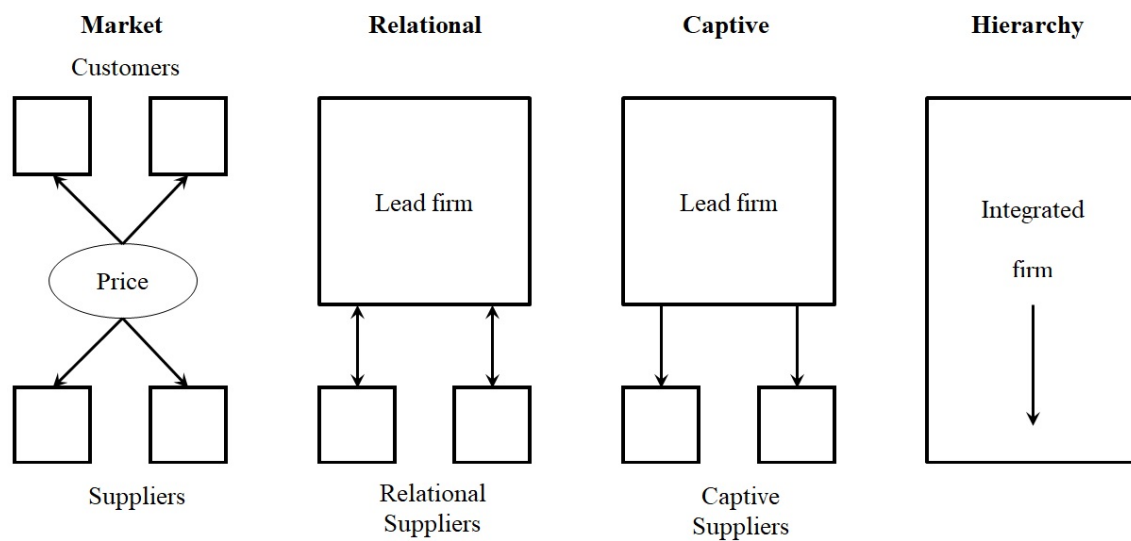 Market
Customers
Price
Suppliers
Relational
Lead firm
Relational
Suppliers
Captive
Lead firm
Captive
Suppliers
Hierarchy
Integrated
firm